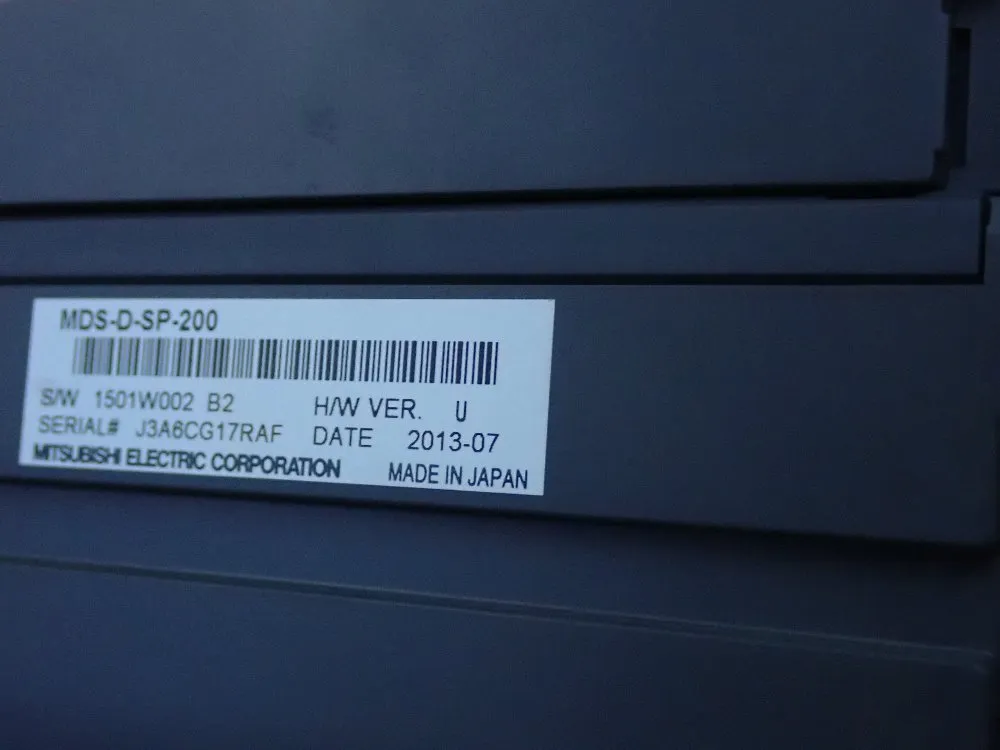 MDS-D-SP-200
S/W 1501W002 B2 H/W VER. U
SERIAL# J3A6CG17RAF DATE 2013-07
MITSUBISHI ELECTRIC CORPORATION MADE IN JAPAN